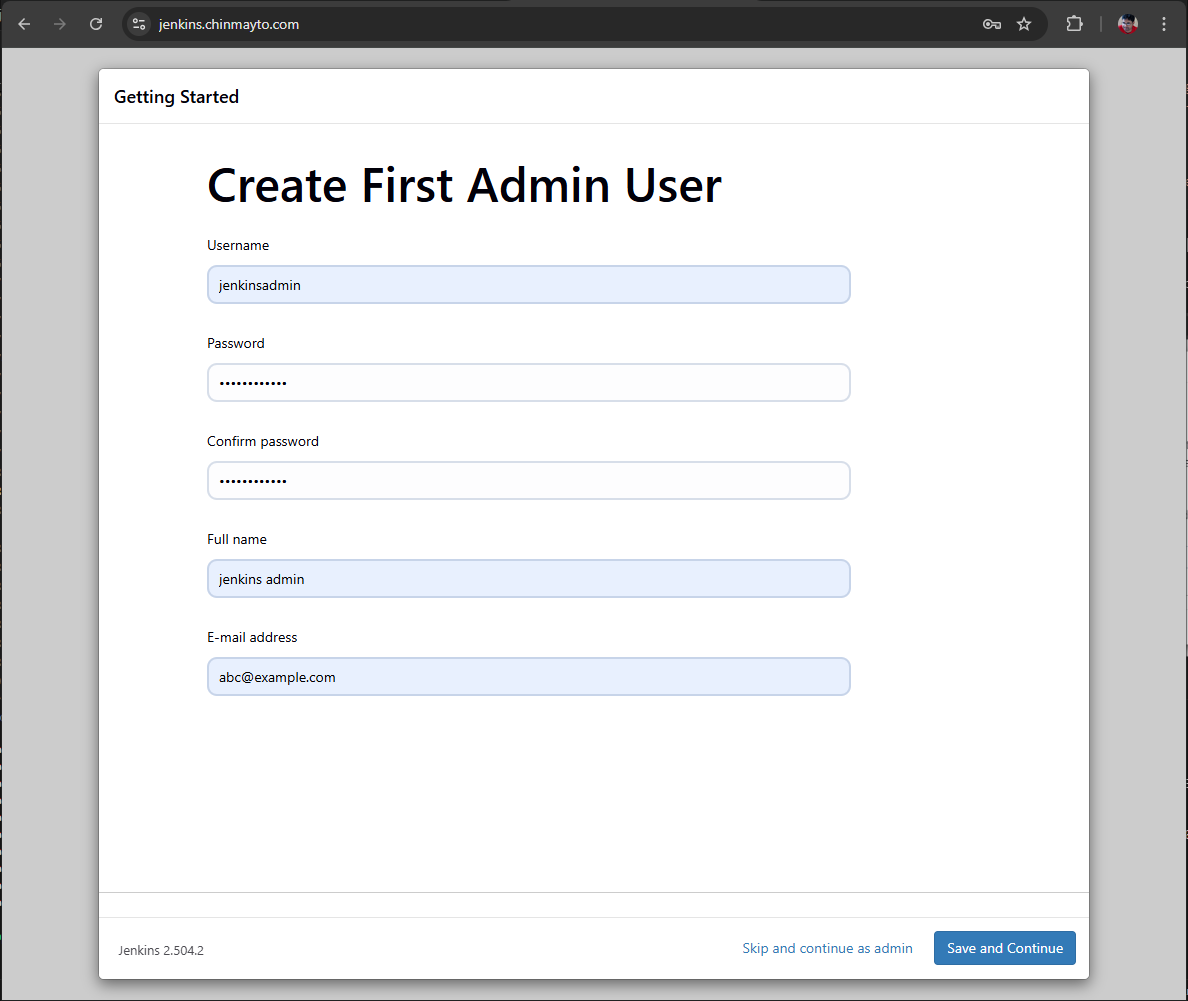 jenkins.chinmayto.com
Getting Started
Create First Admin User
Username
jenkinsadmin
Password
••••••••••••
Confirm password
••••••••••••
Full name
jenkins admin
E-mail address
abc@example.com
Jenkins 2.504.2
Skip and continue as admin
Save and Continue